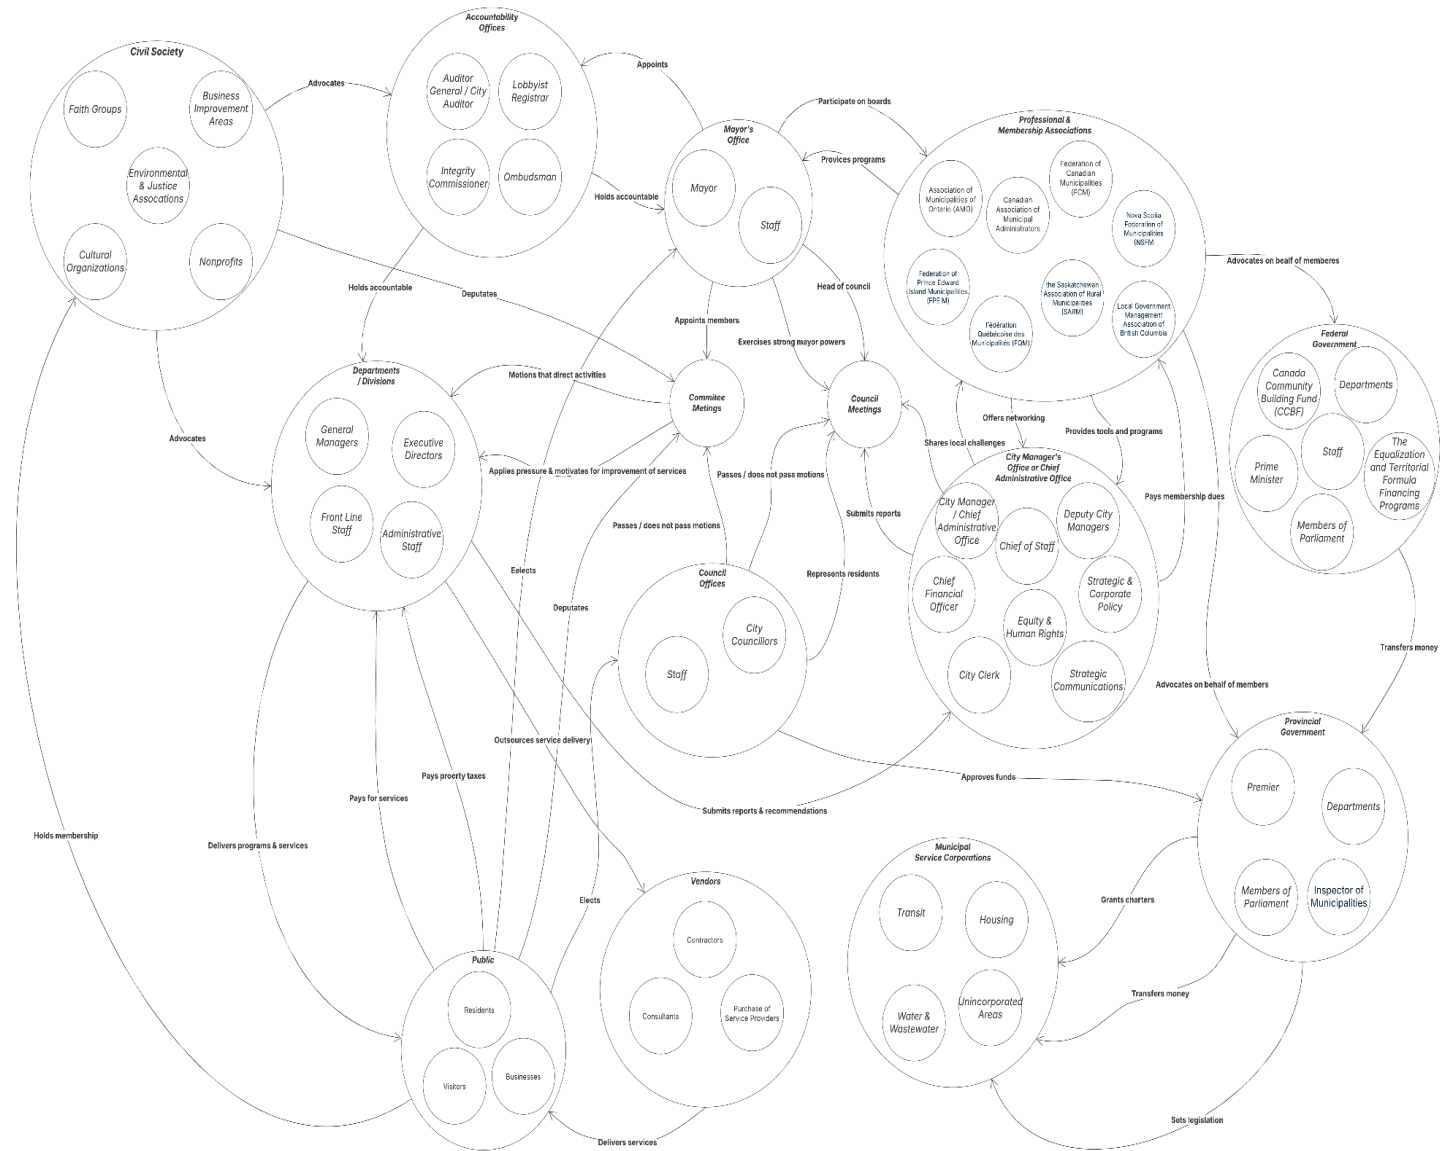 Accountability
Offices
Civil Society
Faith Groups
Business
Improvement
Areas
Environmental
& Justice
Assocations
Cultural
Organizations
Nonprofits
Advocates
Auditor
General / City
Auditor
Lobbyist
Registrar
Integrity
Commissioner
Ombudsman
Appoints
Holds accountable
Holds accountable
Deputates
Advocates
Mayor's
Office
Mayor
Staff
Participate on boards
Provices programs
Professional &
Membership Associations
Association of
Municipalities of
Ontario (AMO)
Canadian
Association of
Municipal
Administrators
Federation of
Canadian
Municipalities
(FCM)
Nova Scotia
Federation of
Municipalities
(NSFM
Federation of
Prince Edward
Island Municipalities,
(FPEIM)
Fédération
Québécoise des
Municipalités (FQM)
the Saskatchewan
Association of Rural
Municipalities
(SARM)
Local Government
Management
Association of
British Columbia
Advocates on bealf of memberes
Head of council
Appoints members
Exercises strong mayor powers
Motions that direct activities
Commitee
Metings
Council
Meetings
Departments
/ Divisions
General
Managers
Executive
Directors
Front Line
Staff
Administrative
Staff
Applies pressure & motivates for improvement of services
Passes / does not pass motions
Passes / does not pass motions
Offers networking
Shares local challenges
Provides tools and programs
Pays membership dues
Submits reports
Represents residents
City Manager's
Office or Chief
Administrative Office
City Manager
/ Chief
Administrative
Office
Deputy City
Managers
Chief of Staff
Chief
Financial
Officer
Strategic &
Corporate
Policy
Equity &
Human Rights
City Clerk
Strategic
Communications
Federal
Government
Canada
Community
Building Fund
(CCBF)
Departments
Staff
Prime
Minister
The
Equalization
and Territorial
Formula
Financing
Programs
Members of
Parliament
Transfers money
Advocates on behalf of members
Council
Offices
City
Councillors
Staff
Eelects
Deputates
Outsources service delivery
Pays proerty taxes
Pays for services
Submits reports & recommendations
Approves funds
Delivers programs & services
Holds membership
Elects
Provincial
Government
Premier
Departments
Members of
Parliament
Inspector of
Municipalities
Grants charters
Transfers money
Sets legislation
Municipal
Service Corporations
Transit
Housing
Water &
Wastewater
Unincorporated
Areas
Vendors
Contractors
Consultants
Purchase of
Service Providers
Public
Residents
Visitors
Businesses
Delivers services